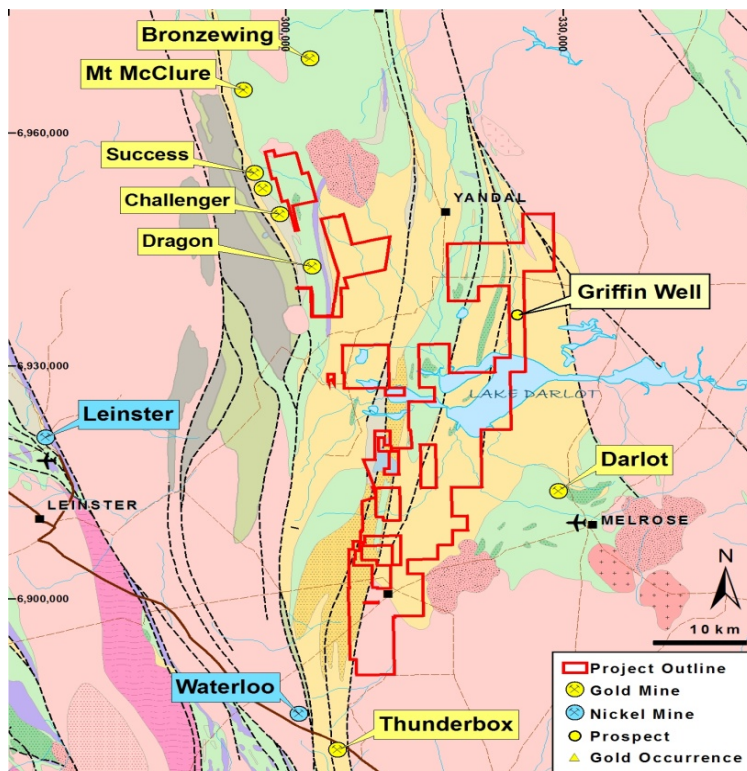 300,000
330,000
Bronzewing
Mt McClure
6,960,000
Success
Challenger
YANDAL
Dragon
Griffin Well
6,930,000
LAKE DARLOT
Leinster
Darlot
LEINSTER
MELROSE
N
6,900,000
10 km
Project Outline
Gold Mine
Nickel Mine
Prospect
Gold Occurrence
Waterloo
Thunderbox